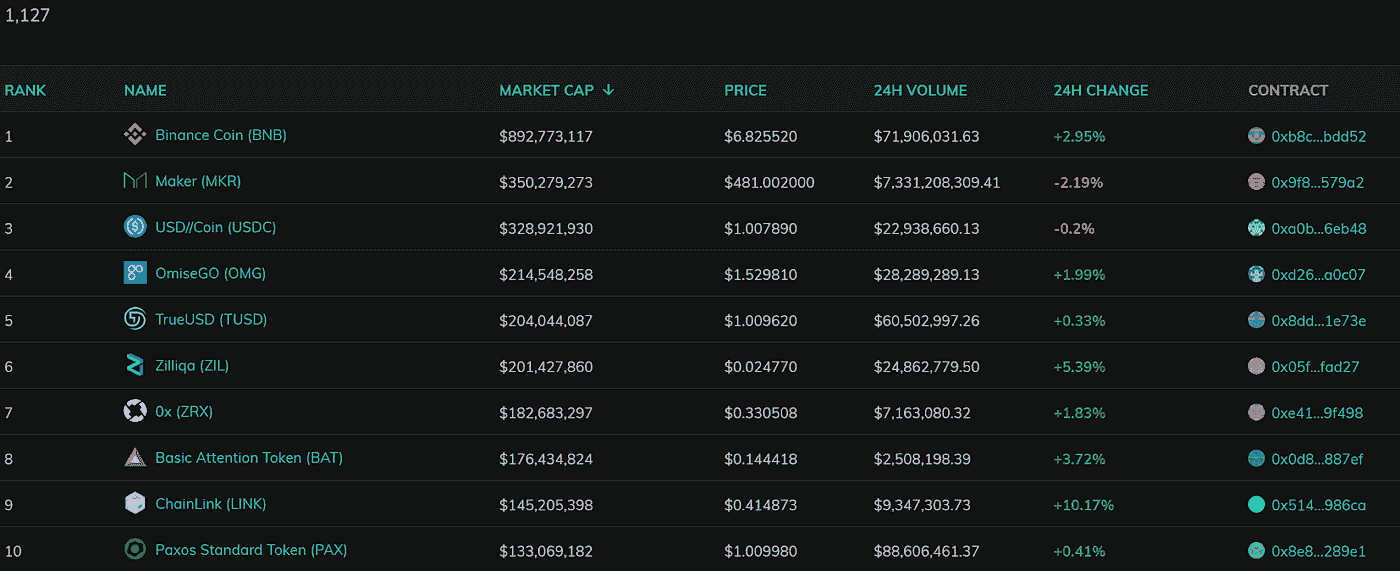 1,127
RANK NAME MARKET CAP ↓ PRICE 24H VOLUME 24H CHANGE CONTRACT
1 Binance Coin (BNB) $892,773,117 $6.825520 $71,906,031.63 +2.95% 0xb8c...bdd52
2 Maker (MKR) $350,279,273 $481.002000 $7,331,208,309.41 -2.19% 0x9f8...579a2
3 USD//Coin (USDC) $328,921,930 $1.007890 $22,938,660.13 -0.2% 0xa0b...6eb48
4 OmiseGO (OMG) $214,548,258 $1.529810 $28,289,289.13 +1.99% 0xd26...a0c07
5 TrueUSD (TUSD) $204,044,087 $1.009620 $60,502,997.26 +0.33% 0x8dd...1e73e
6 Zilliqa (ZIL) $201,427,860 $0.024770 $24,862,779.50 +5.39% 0x05f...fad27
7 0x (ZRX) $182,683,297 $0.330508 $7,163,080.32 +1.83% 0xe41...9f498
8 Basic Attention Token (BAT) $176,434,824 $0.144418 $2,508,198.39 +3.72% 0x0d8...887ef
9 ChainLink (LINK) $145,205,398 $0.414873 $9,347,303.73 +10.17% 0x514...986ca
10 Paxos Standard Token (PAX) $133,069,182 $1.009980 $88,606,461.37 +0.41% 0x8e8...289e1